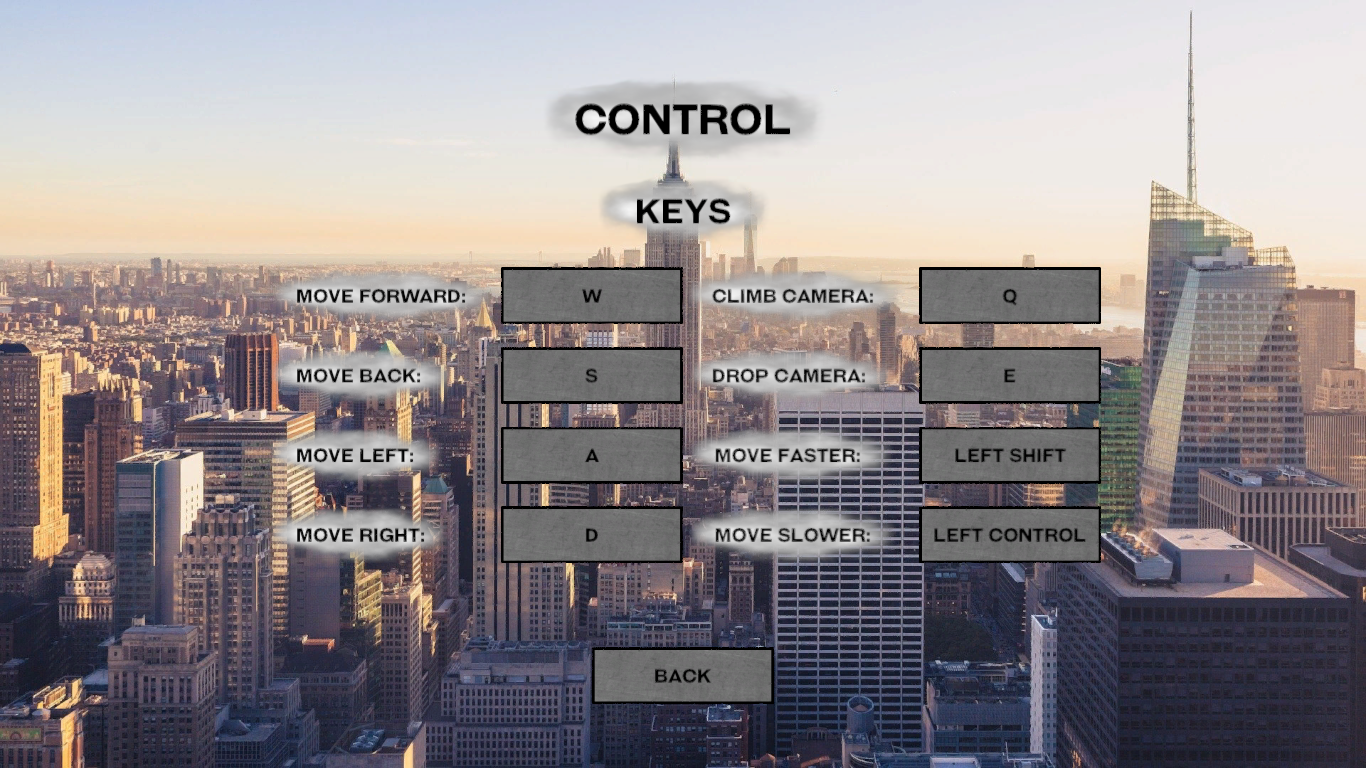 CONTROL
KEYS
MOVE FORWARD: W CLIMB CAMERA: Q
MOVE BACK: S DROP CAMERA: E
MOVE LEFT: A MOVE FASTER: LEFT SHIFT
MOVE RIGHT: D MOVE SLOWER: LEFT CONTROL
BACK